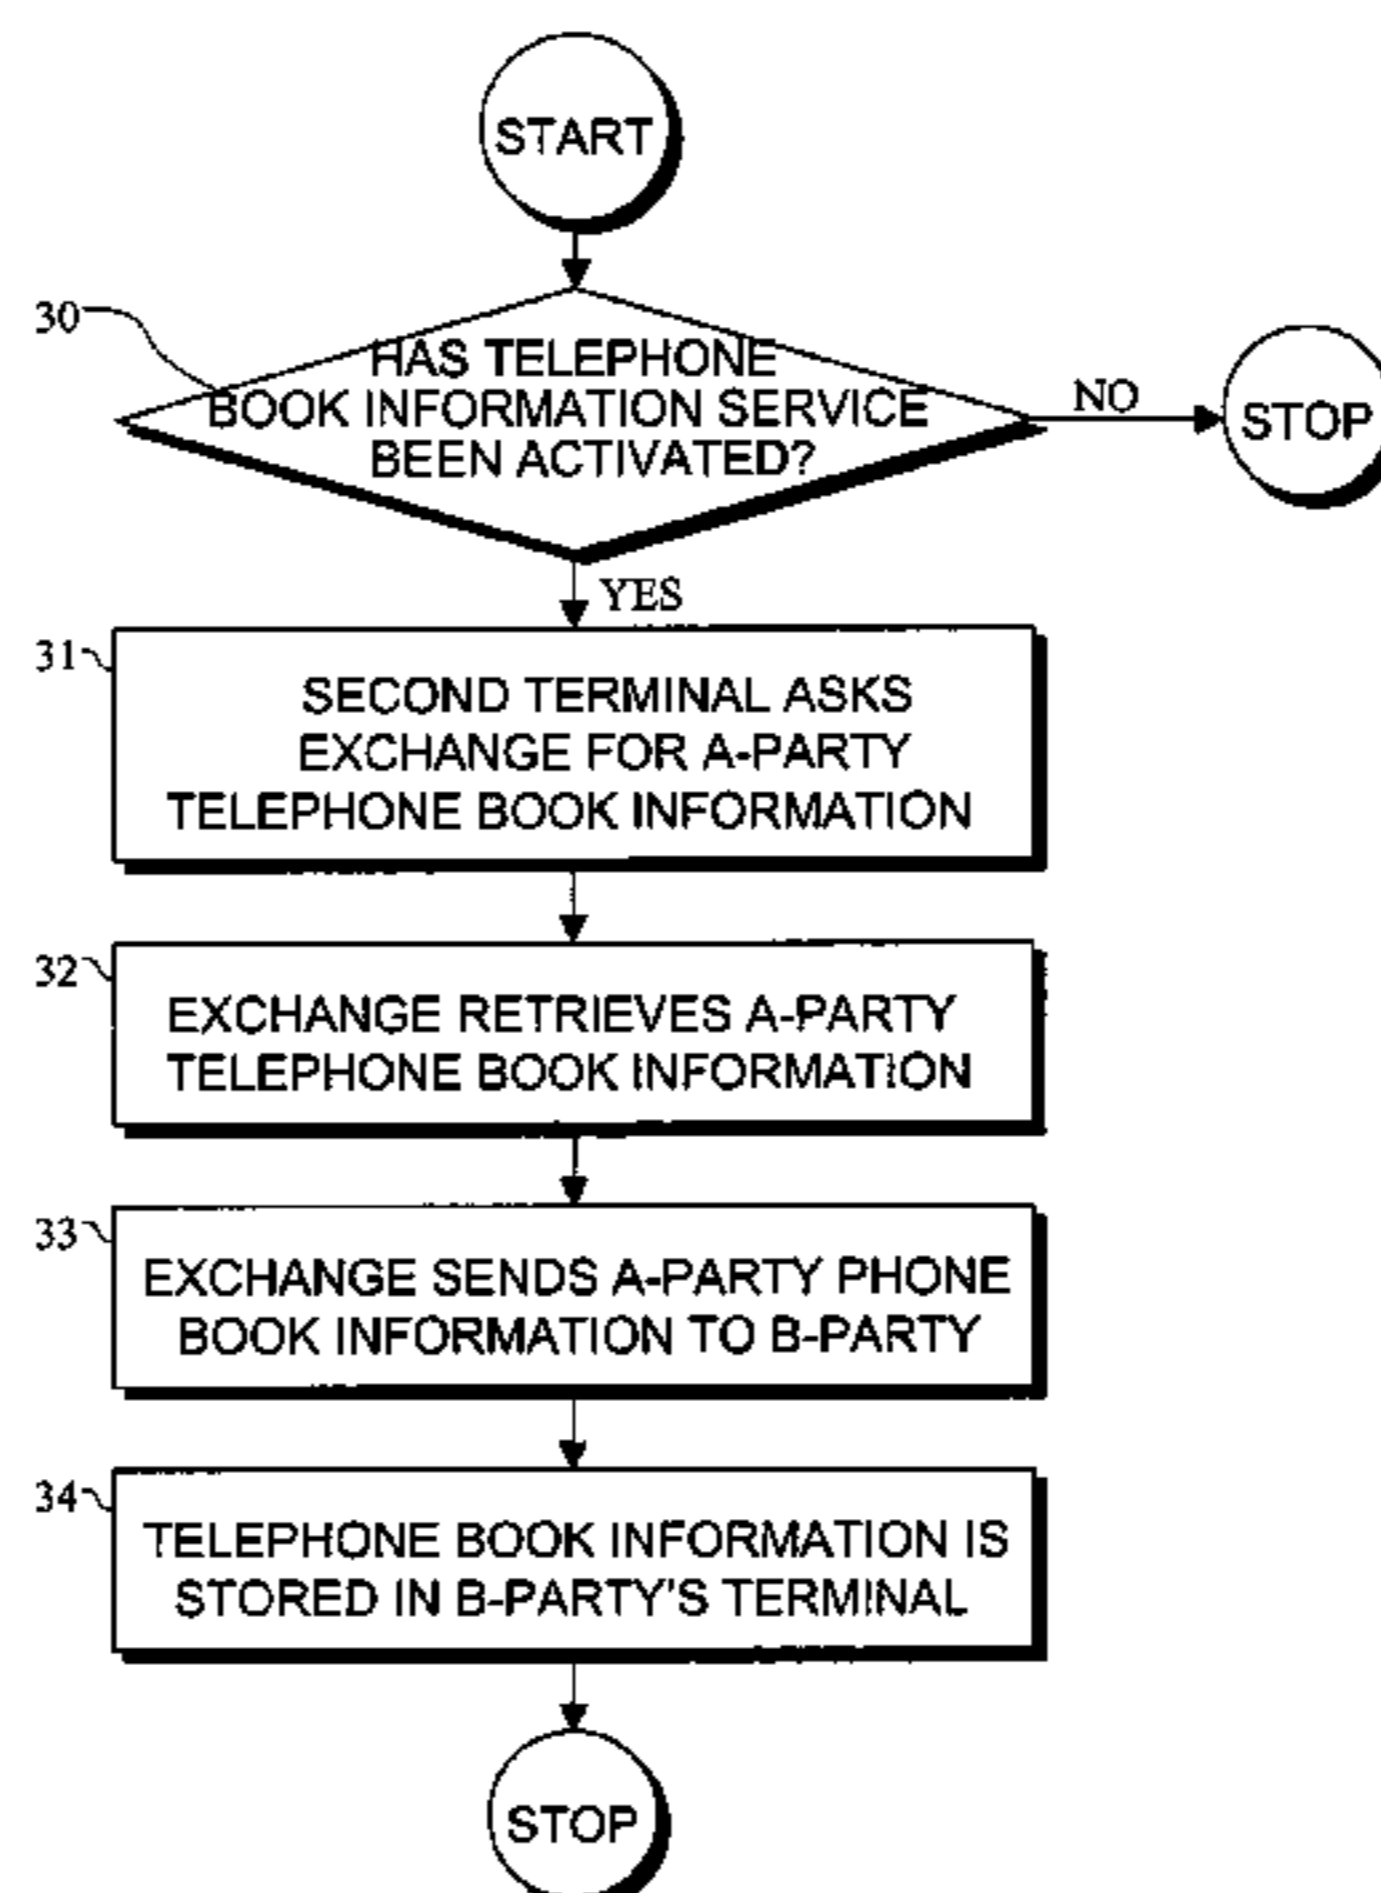 START
30
HAS TELEPHONE
BOOK INFORMATION SERVICE
BEEN ACTIVATED?
NO
STOP
YES
31
SECOND TERMINAL ASKS
EXCHANGE FOR A-PARTY
TELEPHONE BOOK INFORMATION
32
EXCHANGE RETRIEVES A-PARTY
TELEPHONE BOOK INFORMATION
33
EXCHANGE SENDS A-PARTY PHONE
BOOK INFORMATION TO B-PARTY
34
TELEPHONE BOOK INFORMATION IS
STORED IN B-PARTY'S TERMINAL
STOP